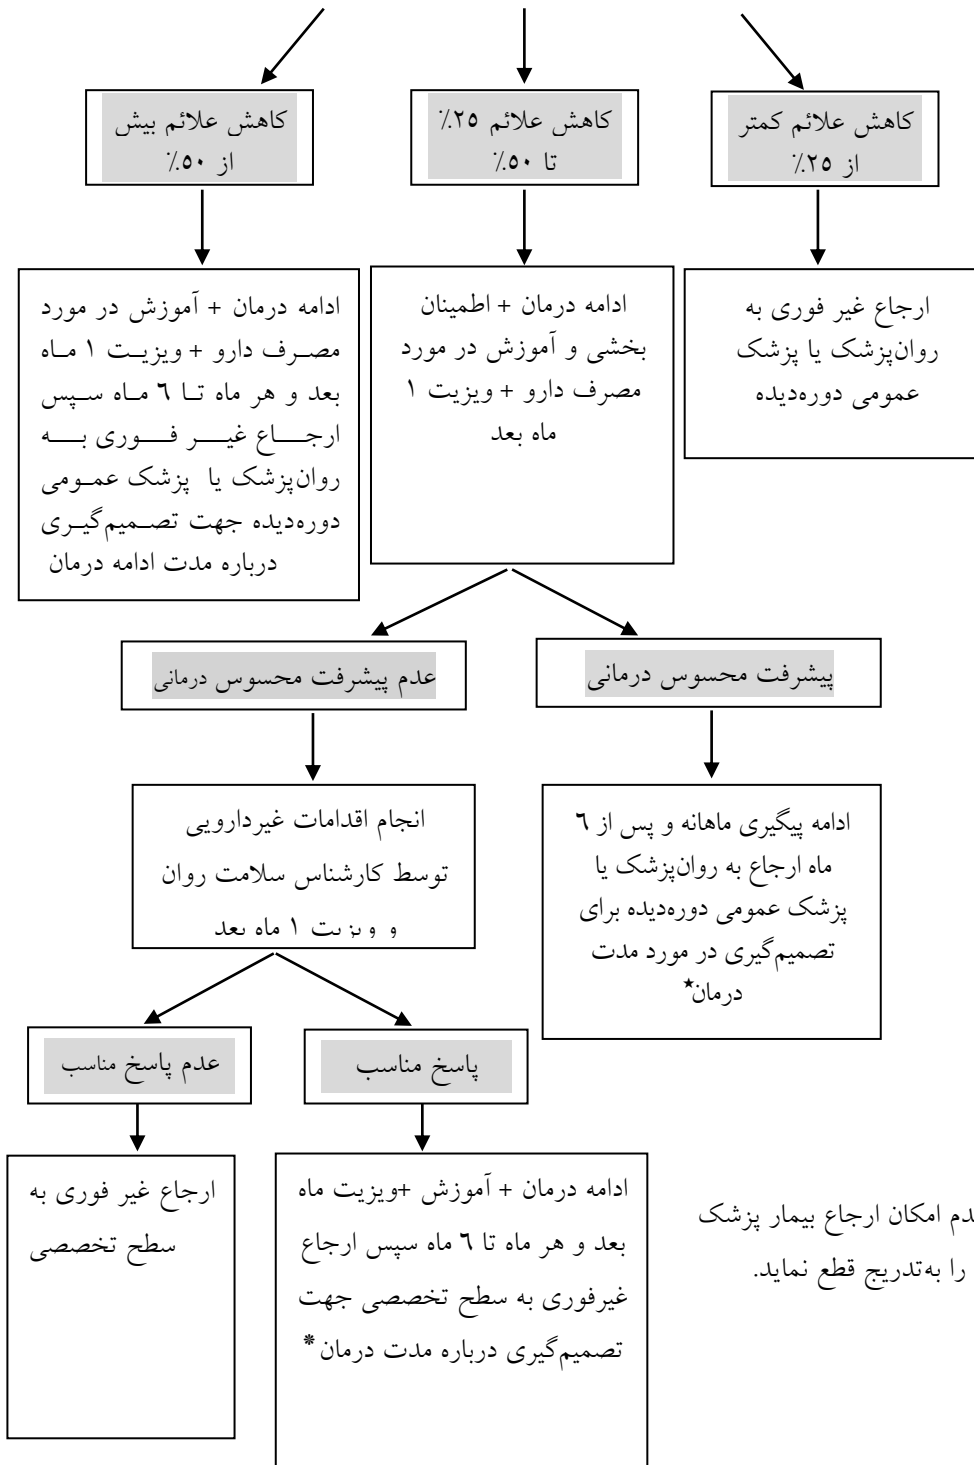 کاهش علائم کمتر
از ۲۵٪
کاهش علائم ۲۵٪
تا ۵۰٪
کاهش علائم بیش
از ۵۰٪
ارجاع غیر فوری به
روان‌پزشک یا پزشک
عمومی دوره‌دیده
ادامه درمان + اطمینان
بخشی و آموزش در مورد
مصرف دارو + ویزیت ۱
ماه بعد
ادامه درمان + آموزش در مورد
مصرف دارو + ویزیت ۱ ماه
بعد و هر ماه تا ۶ ماه سپس
ارجاع غیر فوری به
روان‌پزشک یا پزشک عمومی
دوره‌دیده جهت تصمیم‌گیری
درباره مدت ادامه درمان
پیشرفت محسوس درمانی
عدم پیشرفت محسوس درمانی
ادامه پیگیری ماهانه و پس از ۶
ماه ارجاع به روان‌پزشک یا
پزشک عمومی دوره‌دیده برای
تصمیم‌گیری در مورد مدت
درمان*
انجام اقدامات غیردارویی
توسط کارشناس سلامت روان
و ویزیت ۱ ماه بعد
پاسخ مناسب
عدم پاسخ مناسب
ادامه درمان + آموزش +ویزیت ماه
بعد و هر ماه تا ۶ ماه سپس ارجاع
غیرفوری به سطح تخصصی جهت
تصمیم‌گیری درباره مدت درمان*
ارجاع غیر فوری به
سطح تخصصی
امکان ارجاع بیمار پزشک
را به‌تدریج قطع نماید.